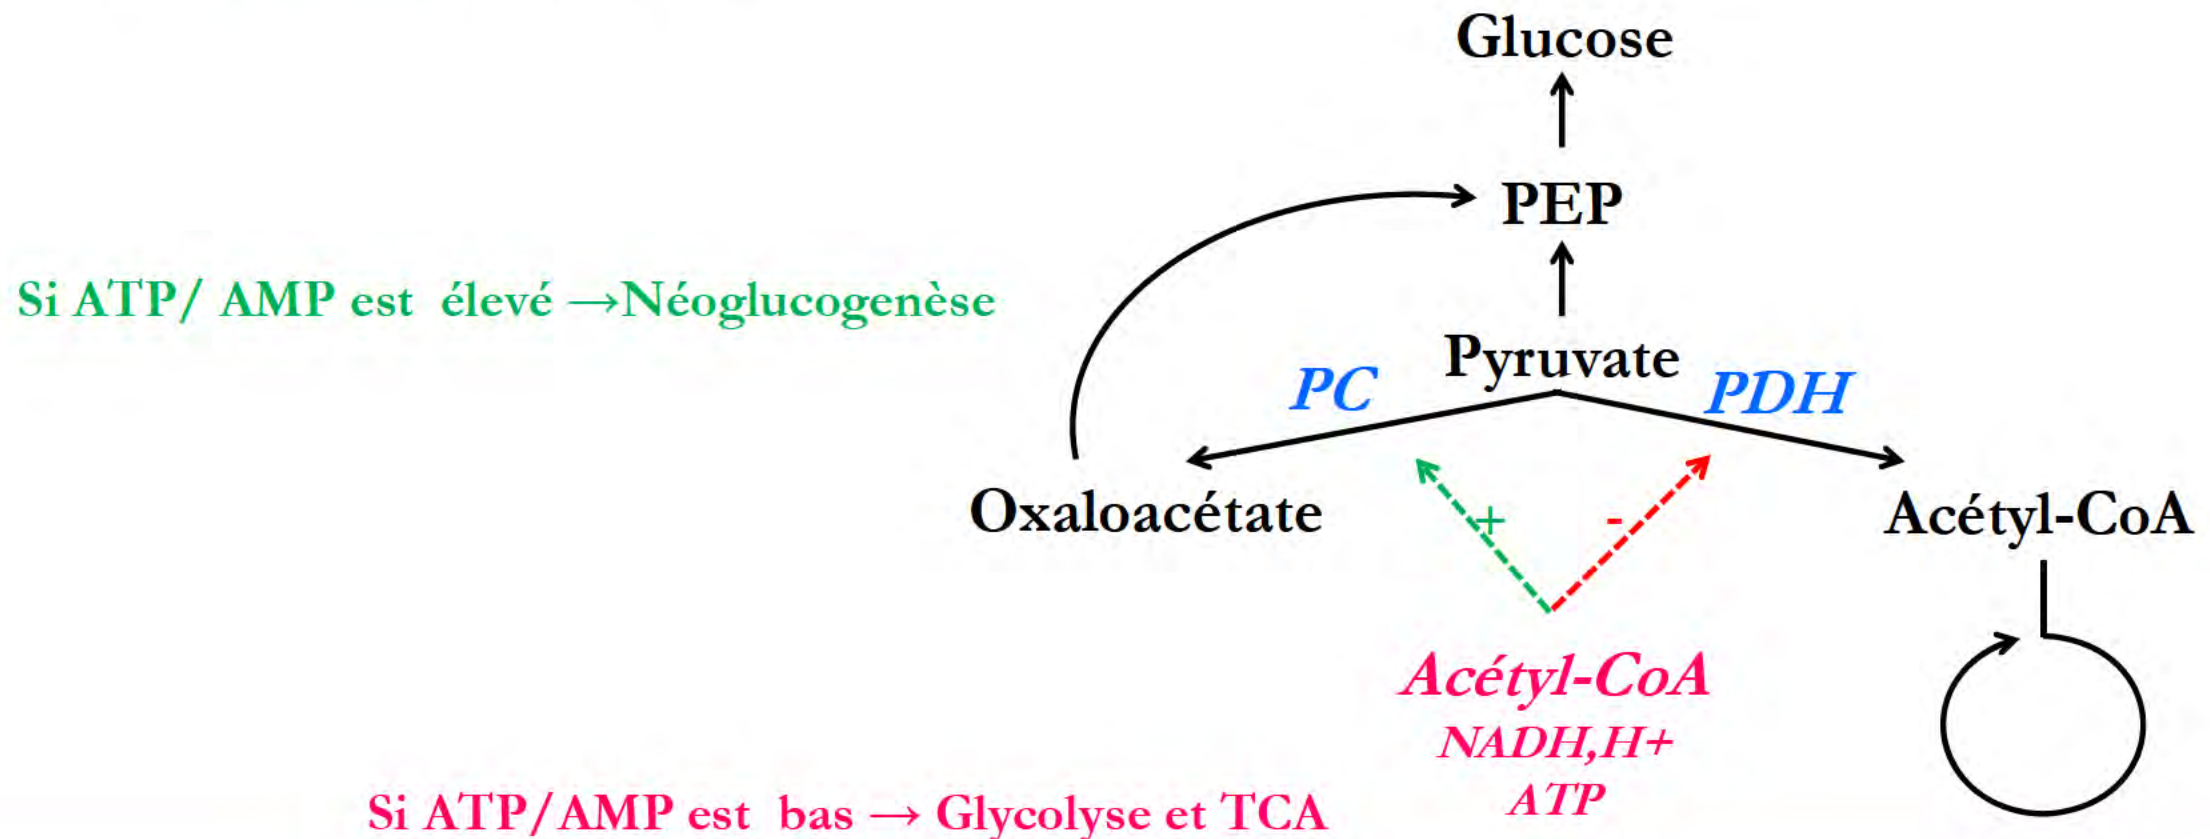 Glucose
PEP
Si ATP/ AMP est élevé →Néoglucogenèse
Pyruvate
PC
PDH
Oxaloacétate
Acétyl-CoA
+
-
Acétyl-CoA
NADH,H+
ATP
Si ATP/AMP est bas → Glycolyse et TCA